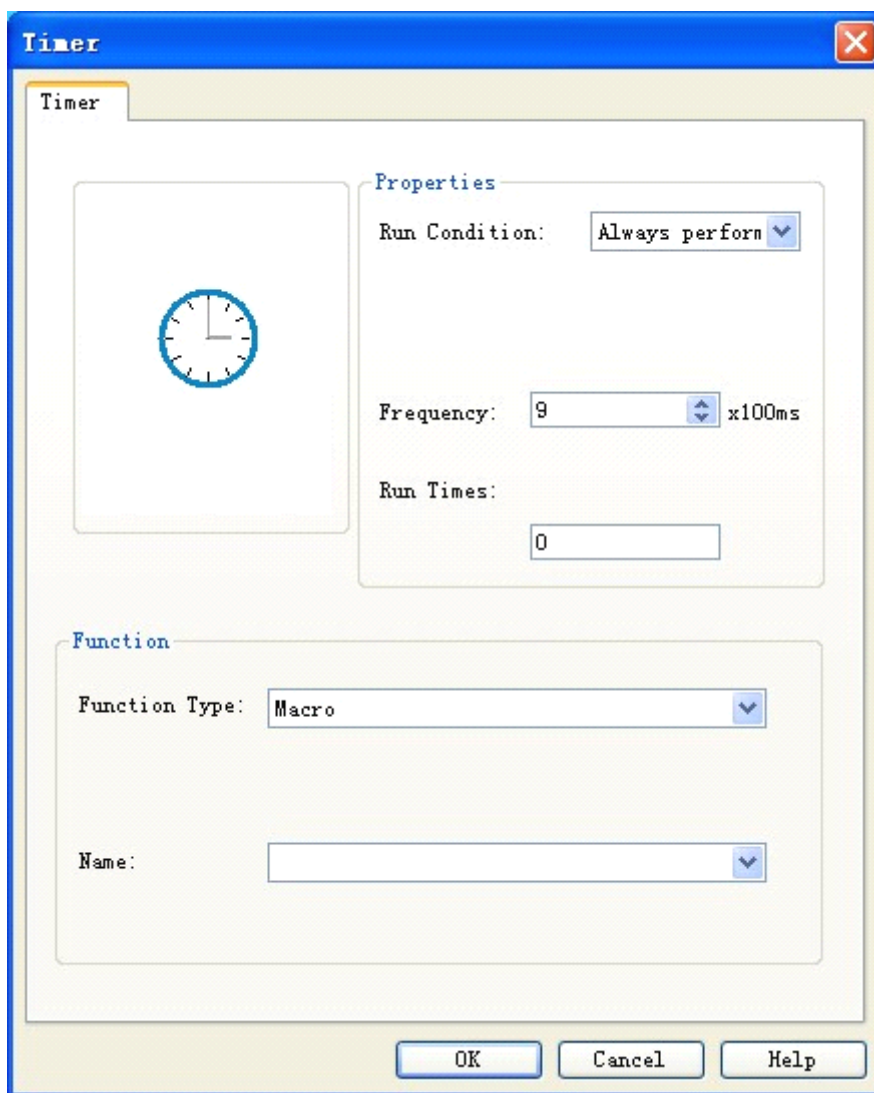 Timer
Timer
Properties
Run Condition: Always perform
Frequency: 9 x100ms
Run Times:
0
Function
Function Type: Macro
Name:
OK Cancel Help